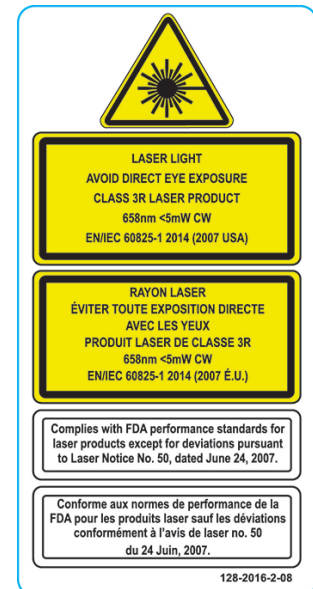 LASER LIGHT
AVOID DIRECT EYE EXPOSURE
CLASS 3R LASER PRODUCT
658nm <5mW CW
EN/IEC 60825-1 2014 (2007 USA)
RAYON LASER
ÉVITER TOUTE EXPOSITION DIRECTE
AVEC LES YEUX
PRODUIT LASER DE CLASSE 3R
658nm <5mW CW
EN/IEC 60825-1 2014 (2007 É.U.)
Complies with FDA performance standards for
laser products except for deviations pursuant
to Laser Notice No. 50, dated June 24, 2007.
Conforme aux normes de performance de la
FDA pour les produits laser sauf les déviations
conformément à l'avis de laser no. 50
du 24 Juin, 2007.
128-2016-2-08